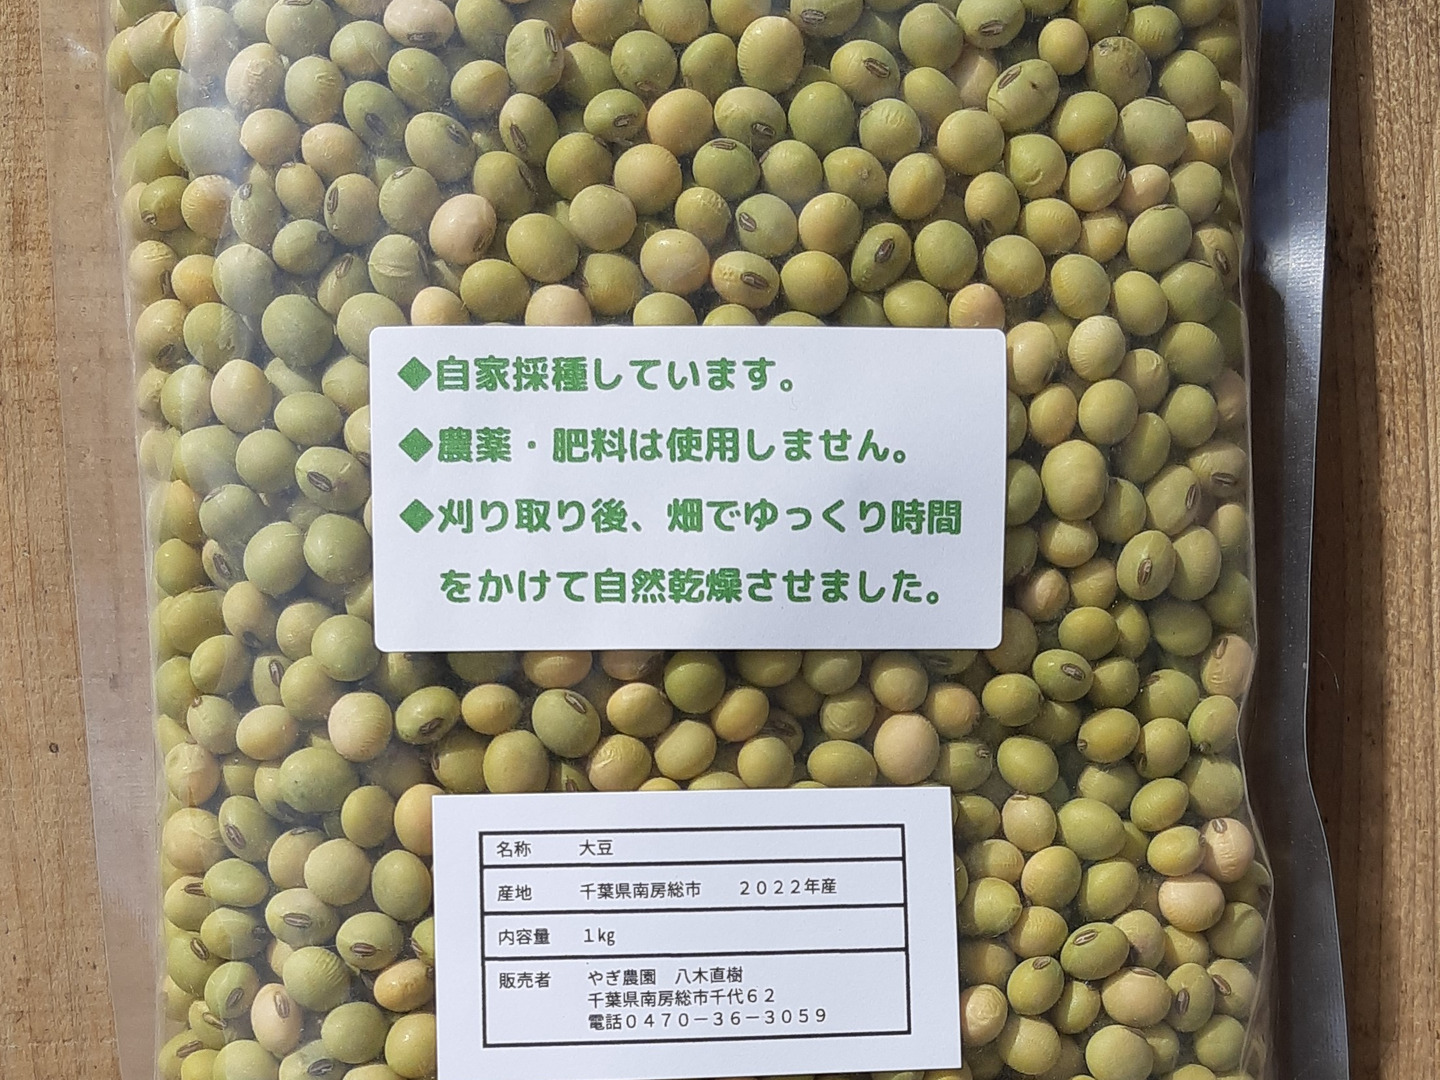 ◆自家採種しています。
◆農薬・肥料は使用しません。
◆刈り取り後、畑でゆっくり時間
をかけて自然乾燥させました。
名称 大豆
産地 千葉県南房総市 2022年産
内容量 1kg
販売者 やぎ農園 八木直樹
千葉県南房総市千代62
電話0470-36-3059